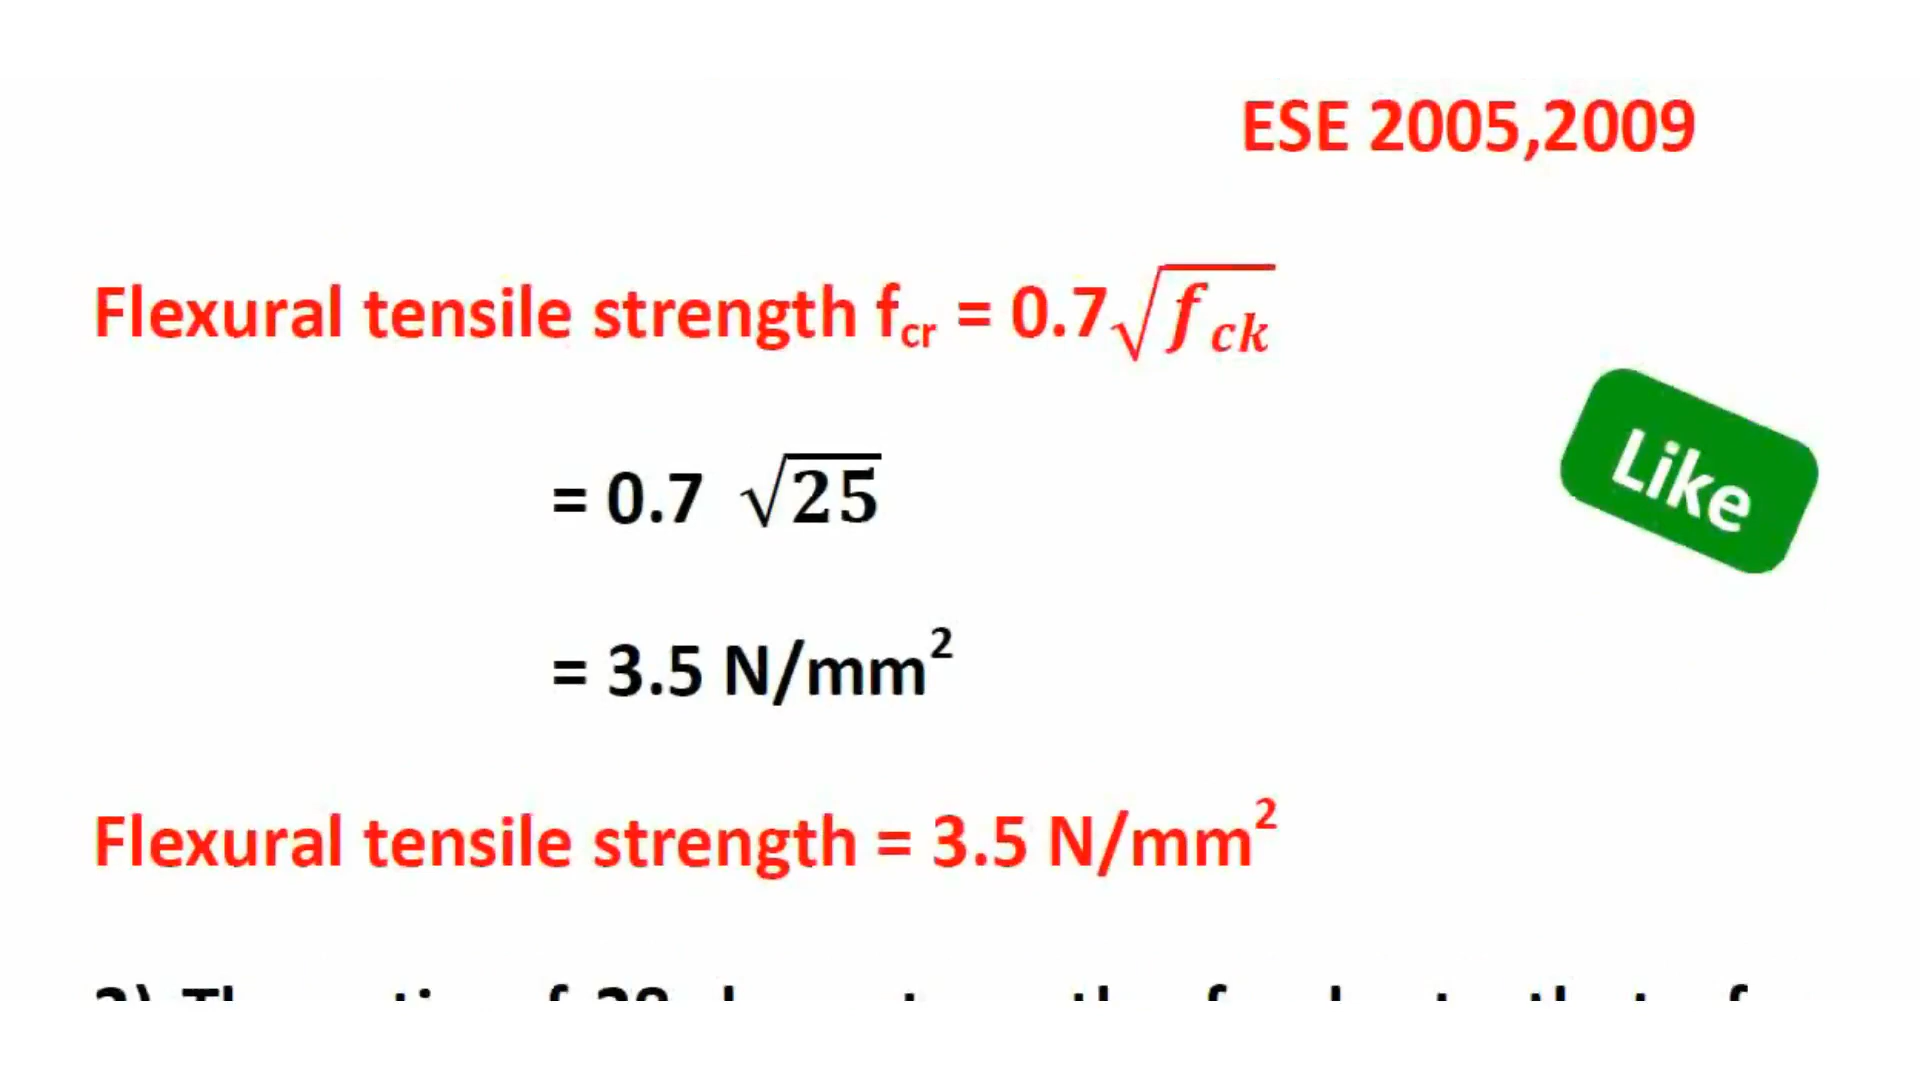 ESE 2005,2009
Flexural tensile strength fcr = 0.7√fck
Like
= 0.7 √25
= 3.5 N/mm²
Flexural tensile strength = 3.5 N/mm²